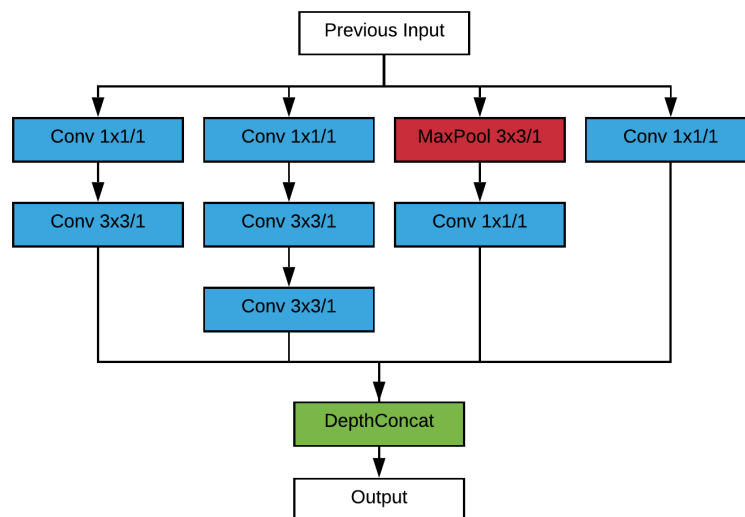 Previous Input
Conv 1x1/1
Conv 1x1/1
MaxPool 3x3/1
Conv 1x1/1
Conv 3x3/1
Conv 3x3/1
Conv 1x1/1
Conv 3x3/1
DepthConcat
Output